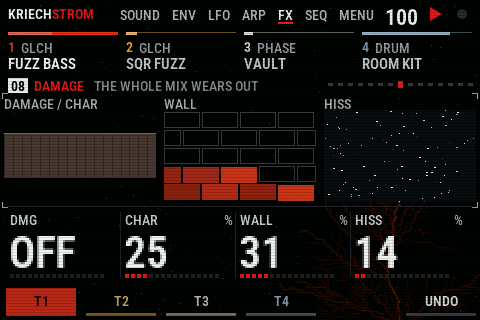 KRIECHSTROM SOUND ENV LFO ARP FX SEQ MENU 100
1 GLCH 2 GLCH 3 PHASE 4 DRUM
FUZZ BASS SQR FUZZ VAULT ROOM KIT
08 DAMAGE THE WHOLE MIX WEARS OUT
DAMAGE / CHAR WALL HISS
DMG CHAR % WALL % HISS %
OFF 25 31 14
T1 T2 T3 T4 UNDO